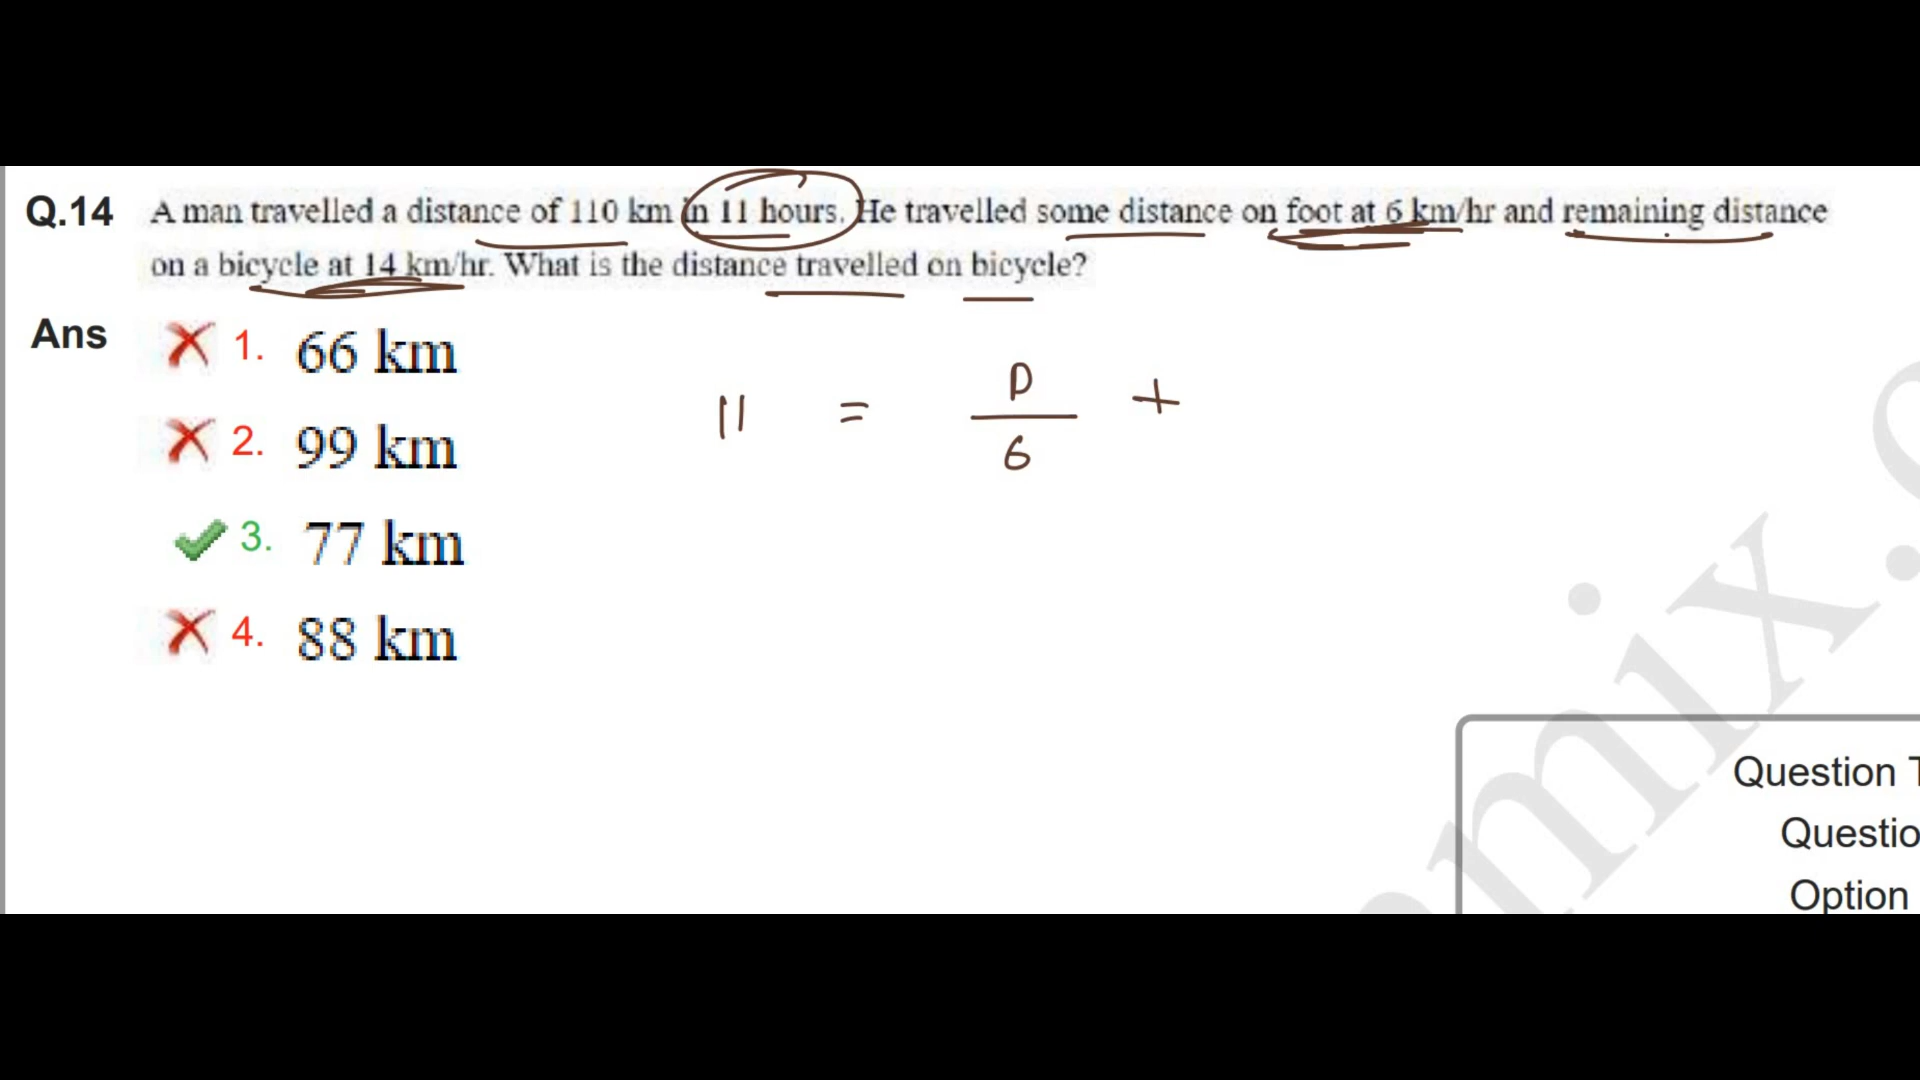 Q.14 A man travelled a distance of 110 km in 11 hours. He travelled some distance on foot at 6 km/hr and remaining distance
on a bicycle at 14 km/hr. What is the distance travelled on bicycle?
Ans 1. 66 km
2. 99 km
3. 77 km
4. 88 km
11 = D/6 +
mix.c
Question T
Questio
Option